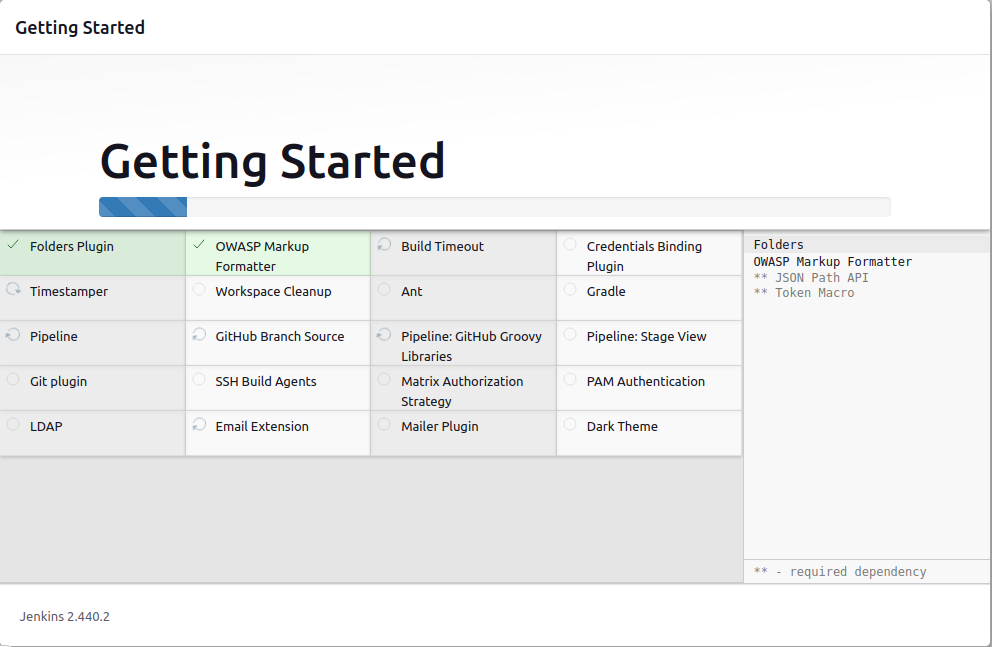 Getting Started
Getting Started
Folders Plugin
OWASP Markup
Formatter
Build Timeout
Credentials Binding
Plugin
Timestamper
Workspace Cleanup
Ant
Gradle
Pipeline
GitHub Branch Source
Pipeline: GitHub Groovy
Libraries
Pipeline: Stage View
Git plugin
SSH Build Agents
Matrix Authorization
Strategy
PAM Authentication
LDAP
Email Extension
Mailer Plugin
Dark Theme
Folders
OWASP Markup Formatter
** JSON Path API
** Token Macro
** - required dependency
Jenkins 2.440.2